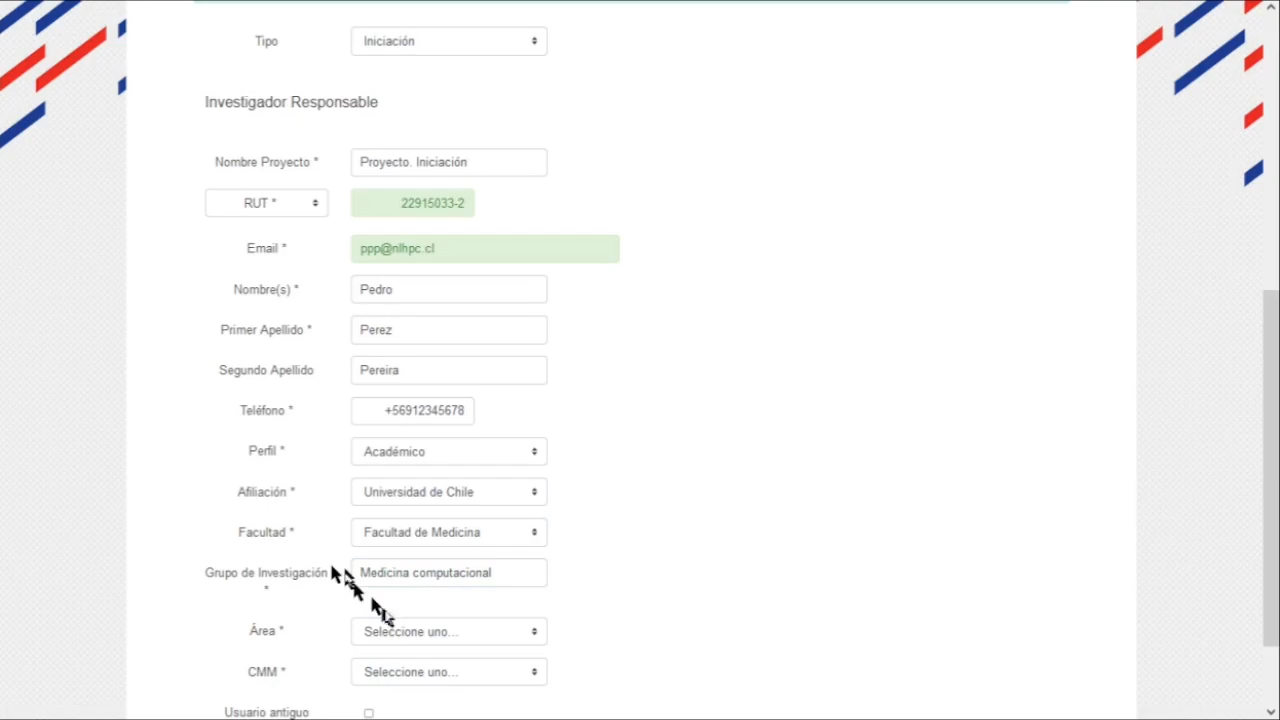 Tipo Iniciación
Investigador Responsable
Nombre Proyecto * Proyecto. Iniciación
RUT * 22915033-2
Email * ppp@nlhpc.cl
Nombre(s) * Pedro
Primer Apellido * Perez
Segundo Apellido Pereira
Teléfono * +56912345678
Perfil * Académico
Afiliación * Universidad de Chile
Facultad * Facultad de Medicina
Grupo de Investigación Medicina computacional
*
Área * Seleccione uno...
CMM * Seleccione uno...
Usuario antiguo